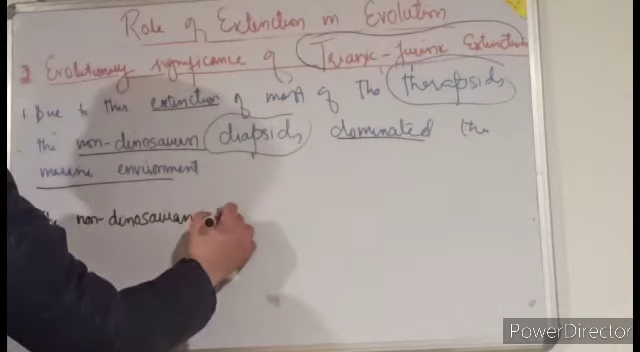 Role of Extinction in Evolution
2 Evolutionary significance of Triassic-Jurassic Extinction
1. Due to this extinction of most of the therapsids
the non-dinosaurian diapsids dominated the
marine environment
the non-dinosaurian
PowerDirector